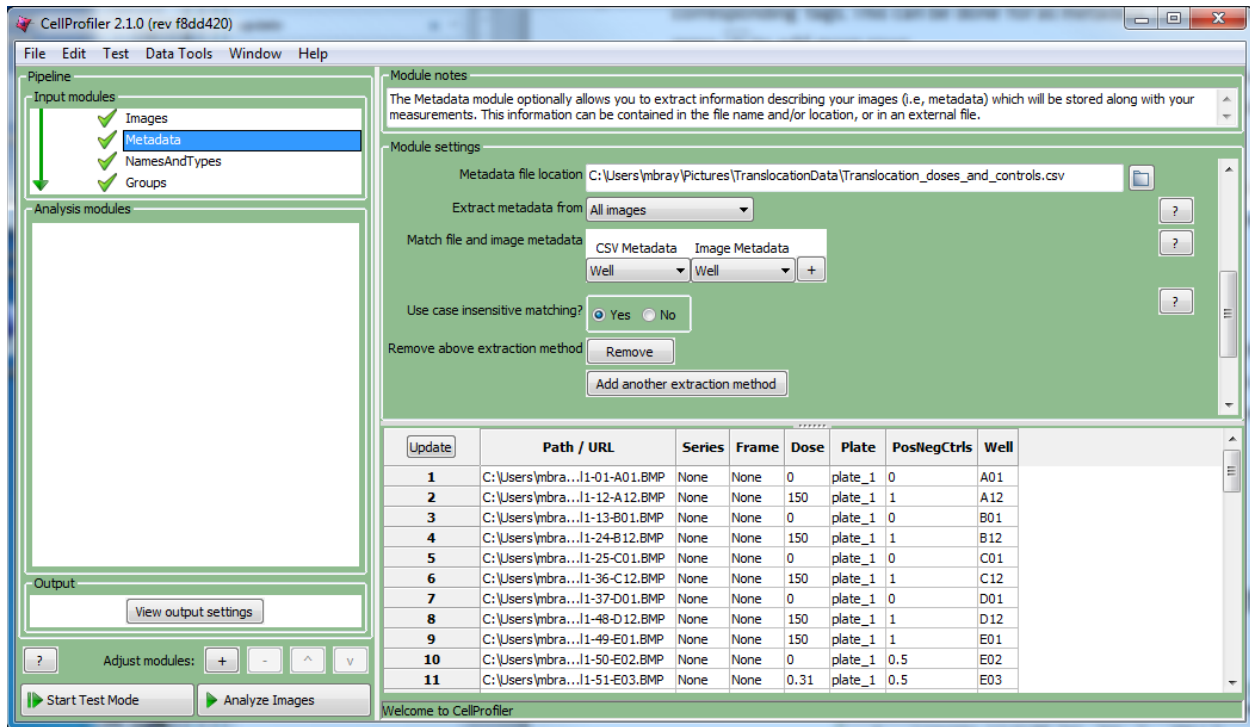 CellProfiler 2.1.0 (rev f8dd420)
File Edit Test Data Tools Window Help
Pipeline
Input modules
Images
Metadata
NamesAndTypes
Groups
Analysis modules
Output
View output settings
? Adjust modules: + - ^ v
Start Test Mode Analyze Images
Module notes
The Metadata module optionally allows you to extract information describing your images (i.e, metadata) which will be stored along with your
measurements. This information can be contained in the file name and/or location, or in an external file.
Module settings
Metadata file location C:\Users\mbray\Pictures\TranslocationData\Translocation_doses_and_controls.csv
Extract metadata from All images ?
Match file and image metadata CSV Metadata Image Metadata ?
Well Well +
Use case insensitive matching? Yes No ?
Remove above extraction method Remove
Add another extraction method
Update Path / URL Series Frame Dose Plate PosNegCtrls Well
1 C:\Users\mbra...l1-01-A01.BMP None None 0 plate_1 0 A01
2 C:\Users\mbra...l1-12-A12.BMP None None 150 plate_1 1 A12
3 C:\Users\mbra...l1-13-B01.BMP None None 0 plate_1 0 B01
4 C:\Users\mbra...l1-24-B12.BMP None None 150 plate_1 1 B12
5 C:\Users\mbra...l1-25-C01.BMP None None 0 plate_1 0 C01
6 C:\Users\mbra...l1-36-C12.BMP None None 150 plate_1 1 C12
7 C:\Users\mbra...l1-37-D01.BMP None None 0 plate_1 0 D01
8 C:\Users\mbra...l1-48-D12.BMP None None 150 plate_1 1 D12
9 C:\Users\mbra...l1-49-E01.BMP None None 150 plate_1 1 E01
10 C:\Users\mbra...l1-50-E02.BMP None None 0 plate_1 0.5 E02
11 C:\Users\mbra...l1-51-E03.BMP None None 0.31 plate_1 0.5 E03
Welcome to CellProfiler